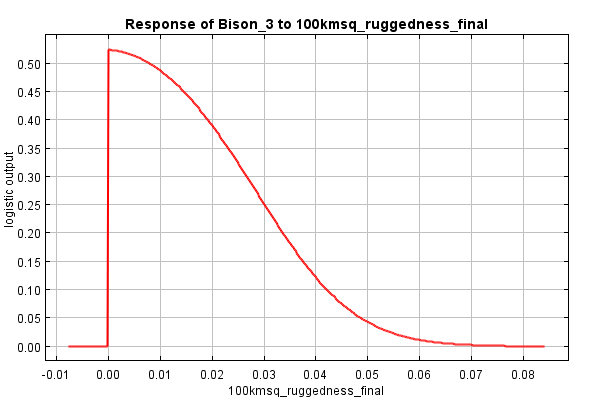 Response of Bison_3 to 100kmsq_ruggedness_final
logistic output
0.50
0.45
0.40
0.35
0.30
0.25
0.20
0.15
0.10
0.05
0.00
-0.01 0.00 0.01 0.02 0.03 0.04 0.05 0.06 0.07 0.08
100kmsq_ruggedness_final